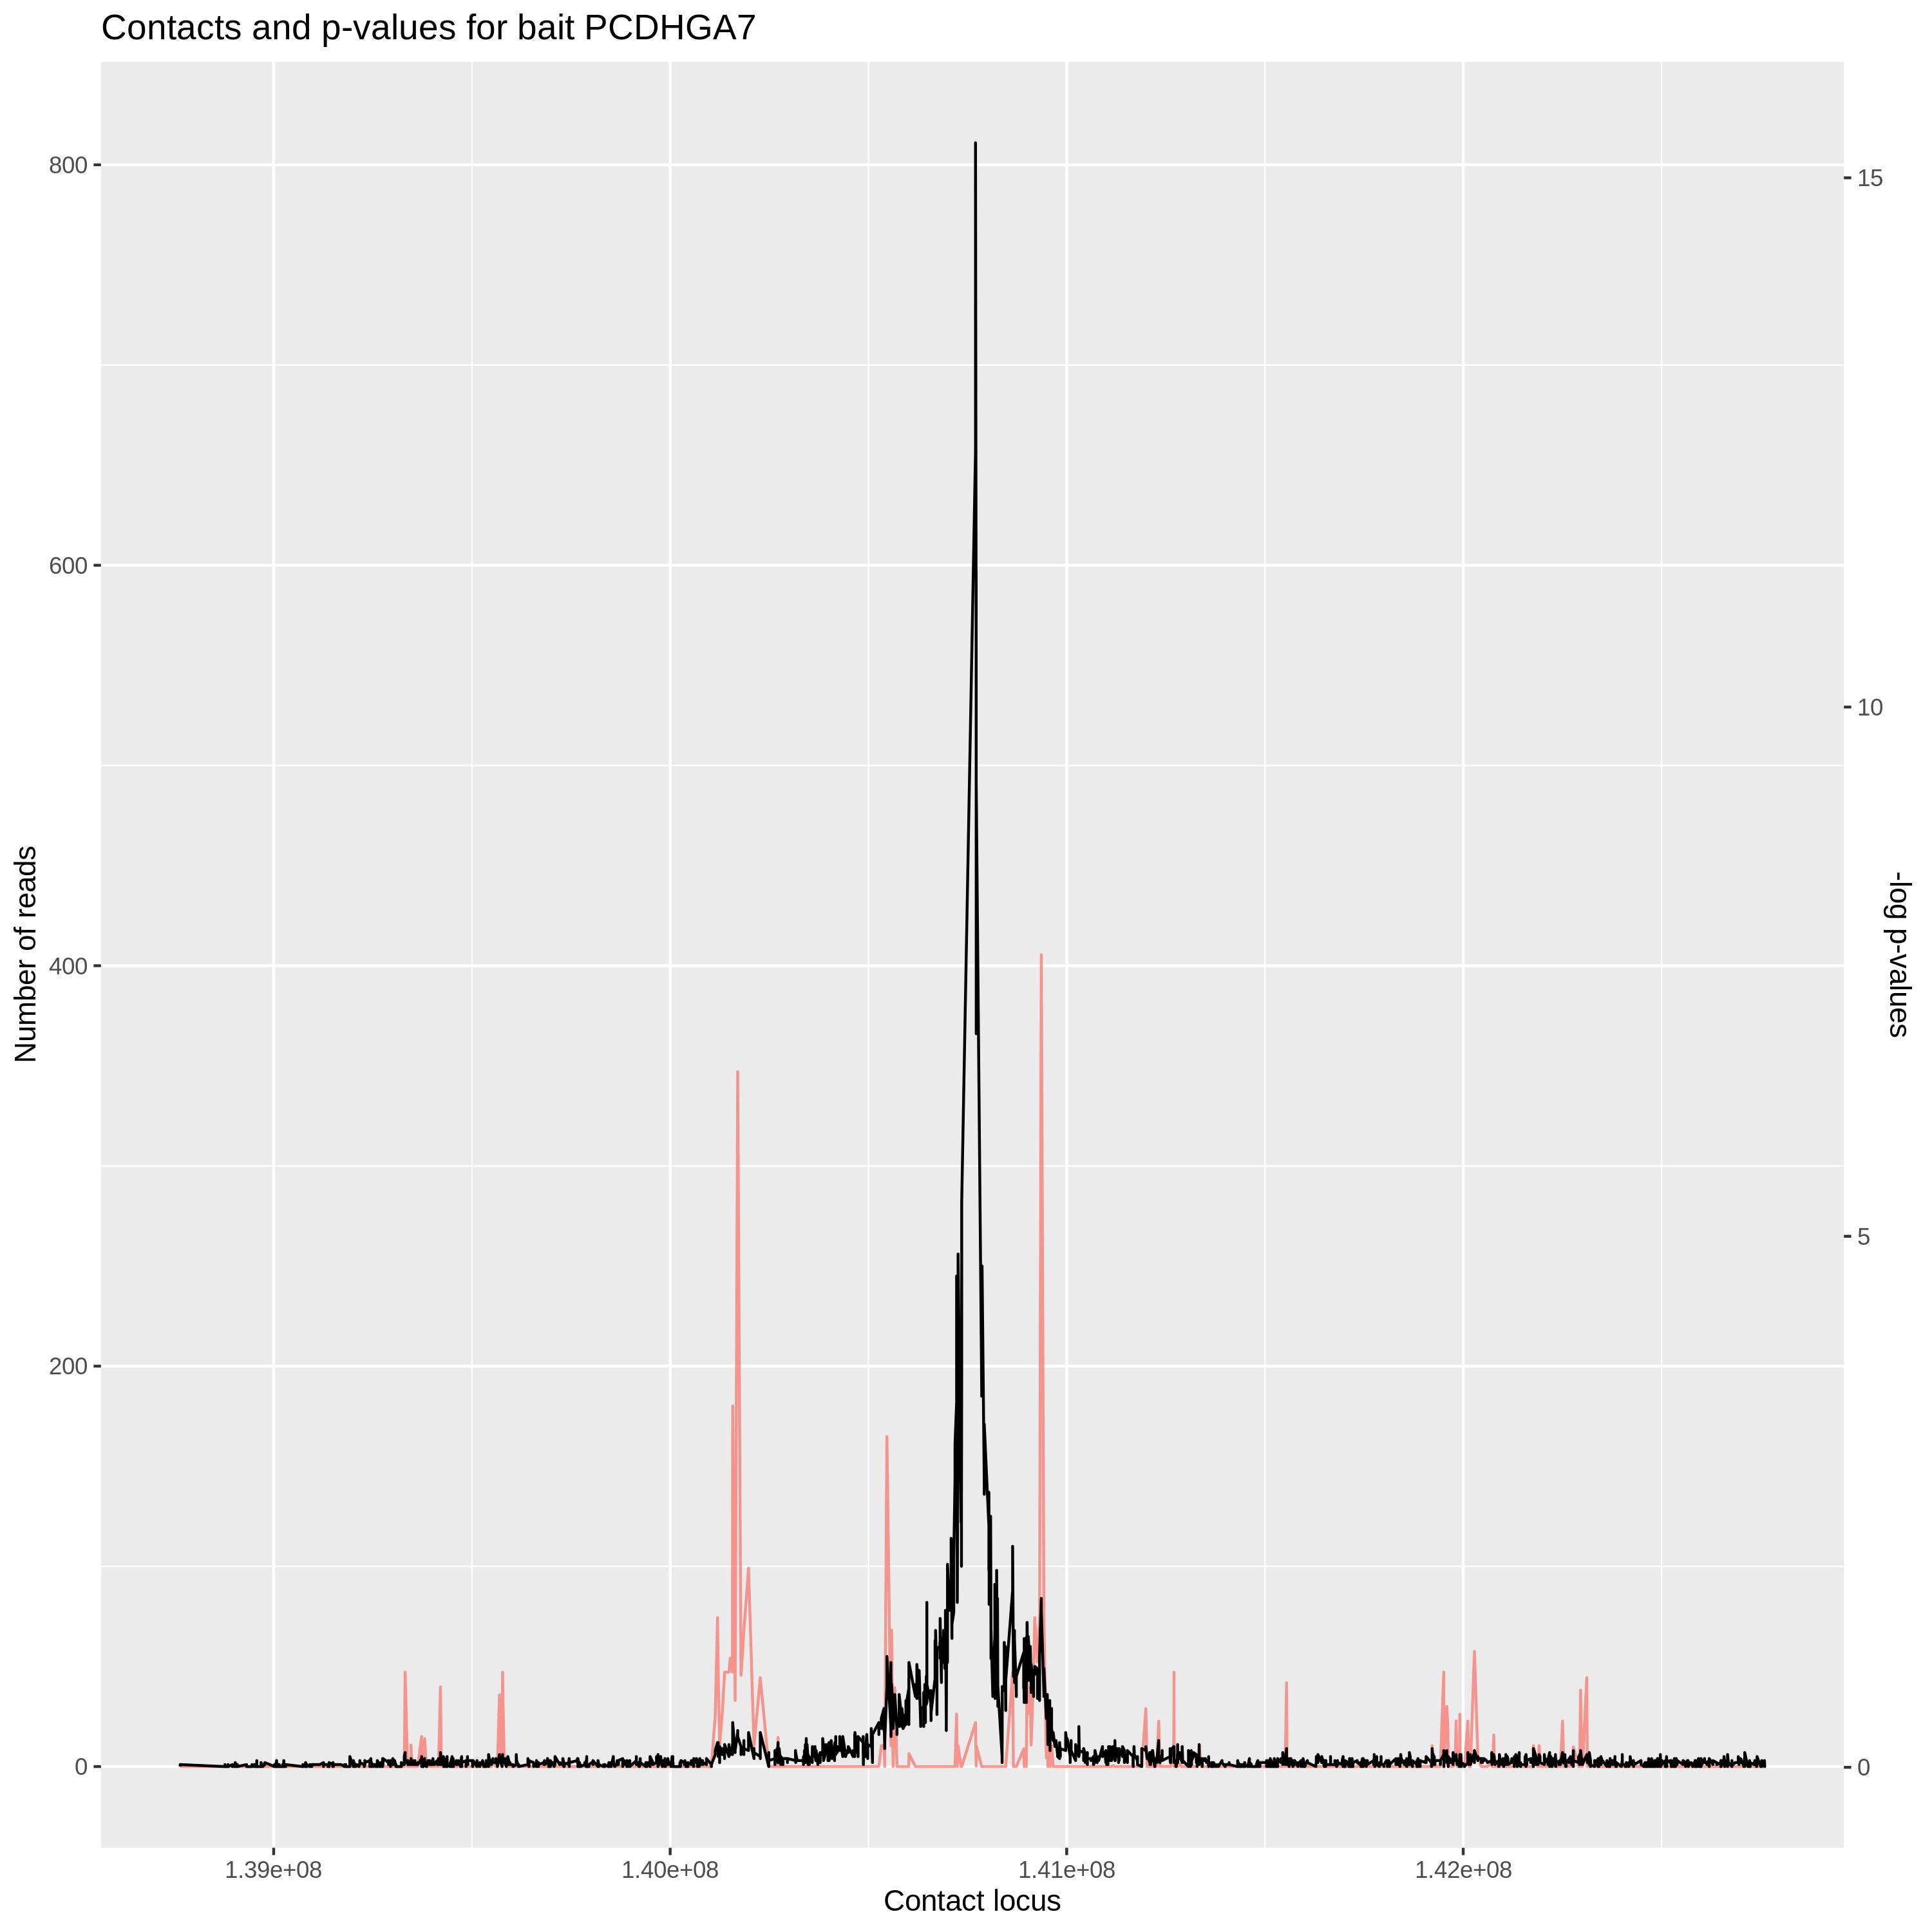 Contacts and p-values for bait PCDHGA7
800
600
400
200
0
Number of reads
15
10
5
0
-log p-values
1.39e+08
1.40e+08
1.41e+08
1.42e+08
Contact locus